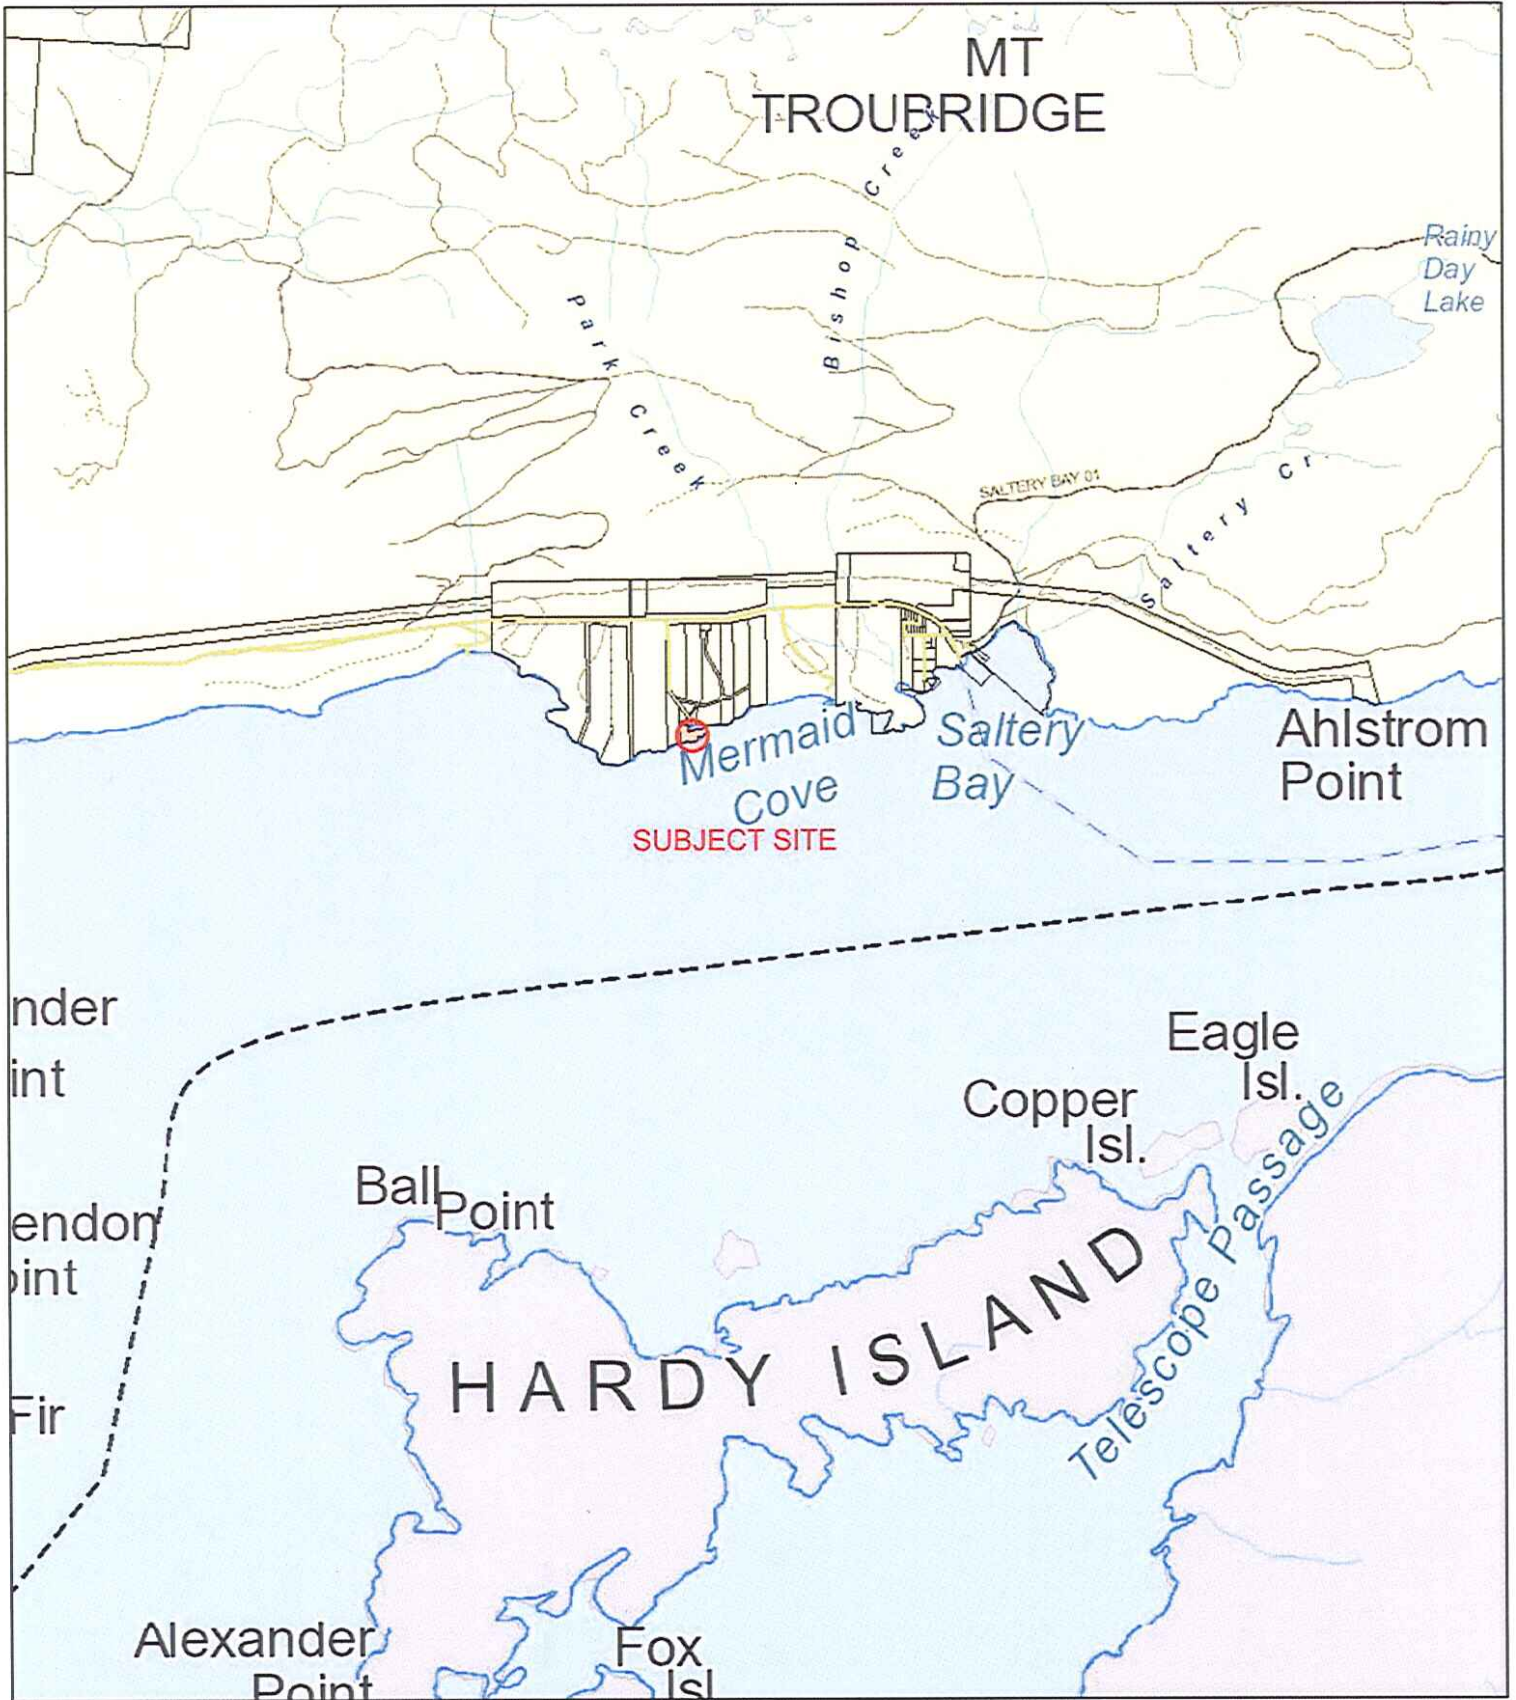 MT
TROUBRIDGE
Bishop Creek
Rainy
Day
Lake
Park Creek
SALTERY BAY 01
Saltery Cr.
Mermaid
Cove
Saltery
Bay
Ahlstrom
Point
SUBJECT SITE
nder
int
Eagle
Isl.
Copper
Isl.
Telescope Passage
Ball Point
endon
oint
HARDY ISLAND
Fir
Alexander
Point
Fox
Isl